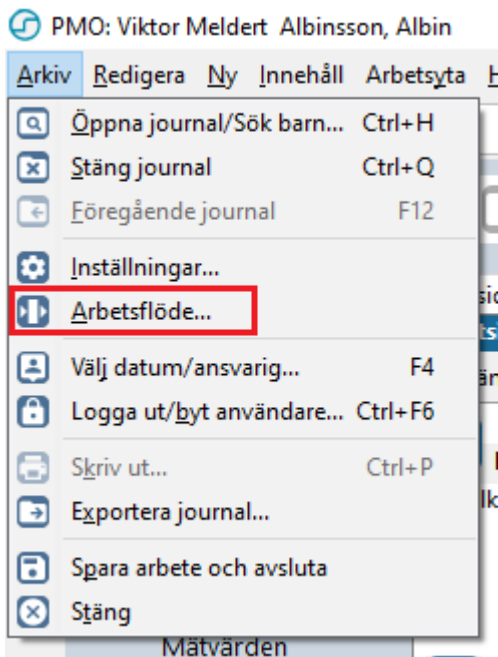 PMO: Viktor Meldert Albinsson, Albin
Arkiv Redigera Ny Innehåll Arbetsyta
Öppna journal/Sök barn... Ctrl+H
Stäng journal Ctrl+Q
Föregående journal F12
Inställningar...
Arbetsflöde...
Välj datum/ansvarig... F4
Logga ut/byt användare... Ctrl+F6
Skriv ut... Ctrl+P
Exportera journal...
Spara arbete och avsluta
Stäng
Mätvärden